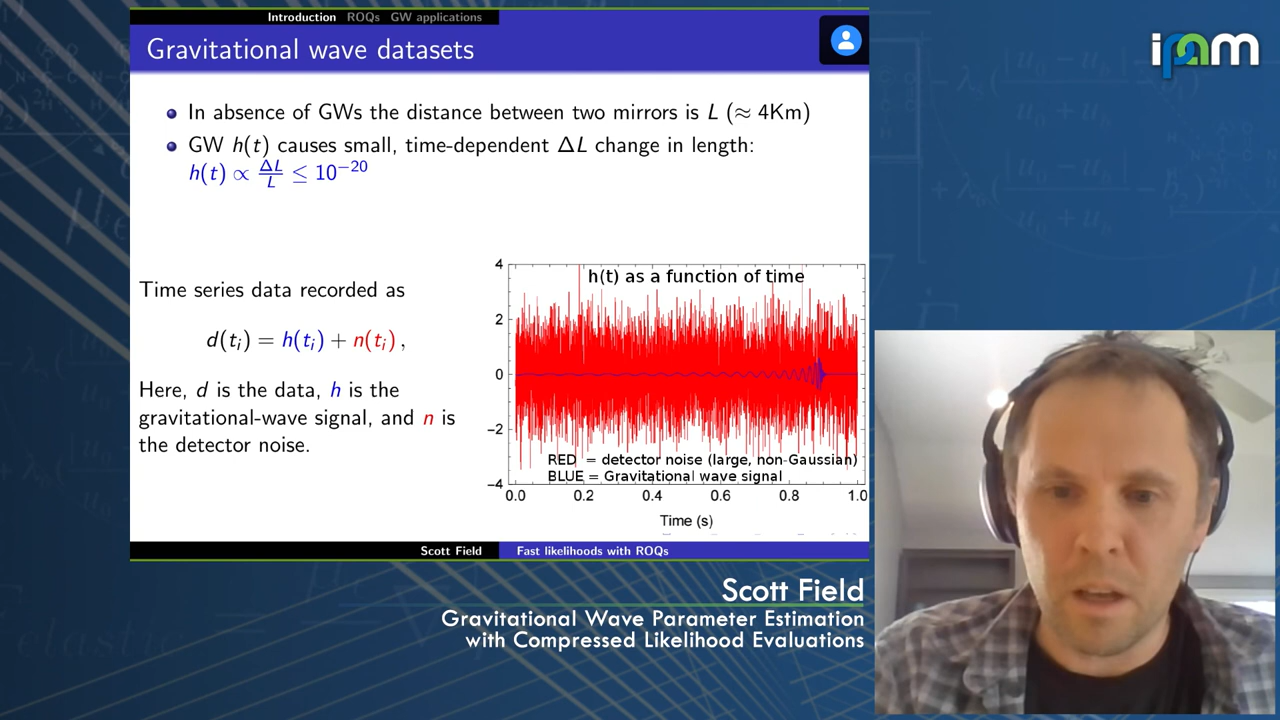 Introduction ROQs GW applications
Gravitational wave datasets
ipam
In absence of GWs the distance between two mirrors is L (≈ 4Km)
GW h(t) causes small, time-dependent ΔL change in length:
h(t) ∝ ΔL/L ≤ 10⁻²⁰
Time series data recorded as
d(tᵢ) = h(tᵢ) + n(tᵢ) ,
Here, d is the data, h is the
gravitational-wave signal, and n is
the detector noise.
h(t) as a function of time
4
2
0
−2
−4
RED = detector noise (large, non-Gaussian)
BLUE = Gravitational wave signal
0.0 0.2 0.4 0.6 0.8 1.0
Time (s)
Scott Field Fast likelihoods with ROQs
Scott Field
Gravitational Wave Parameter Estimation
with Compressed Likelihood Evaluations